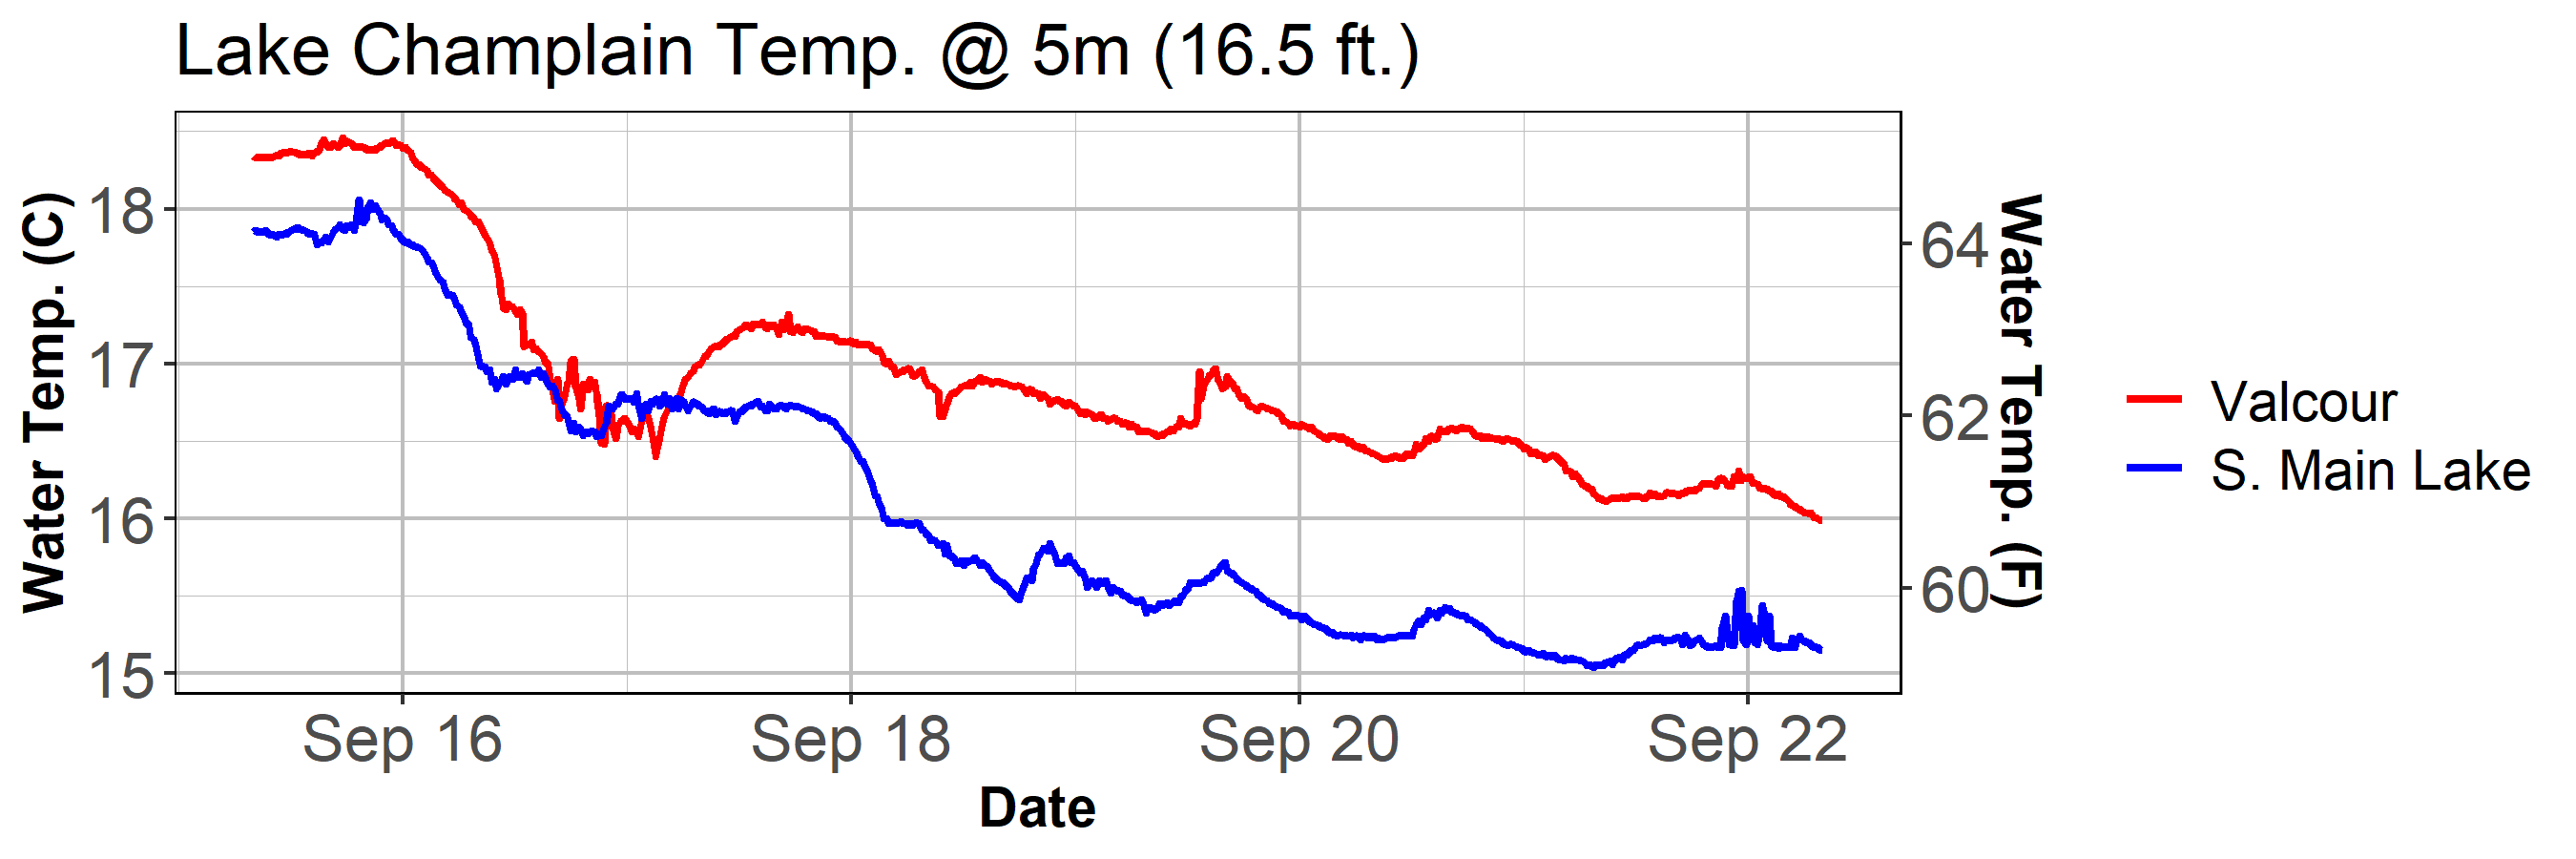 Lake Champlain Temp. @ 5m (16.5 ft.)
Water Temp. (C)
18
17
16
15
64
62
60
Water Temp. (F)
Sep 16
Sep 18
Sep 20
Sep 22
Date
Valcour
S. Main Lake